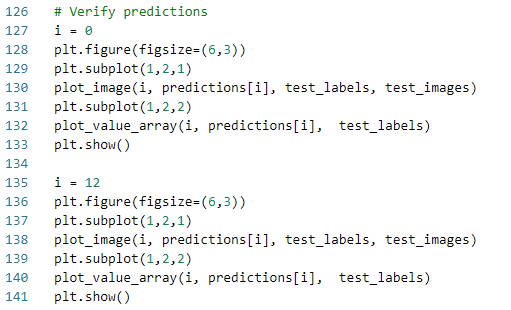 126 # Verify predictions
127 i = 0
128 plt.figure(figsize=(6,3))
129 plt.subplot(1,2,1)
130 plot_image(i, predictions[i], test_labels, test_images)
131 plt.subplot(1,2,2)
132 plot_value_array(i, predictions[i],  test_labels)
133 plt.show()
134
135 i = 12
136 plt.figure(figsize=(6,3))
137 plt.subplot(1,2,1)
138 plot_image(i, predictions[i], test_labels, test_images)
139 plt.subplot(1,2,2)
140 plot_value_array(i, predictions[i],  test_labels)
141 plt.show()